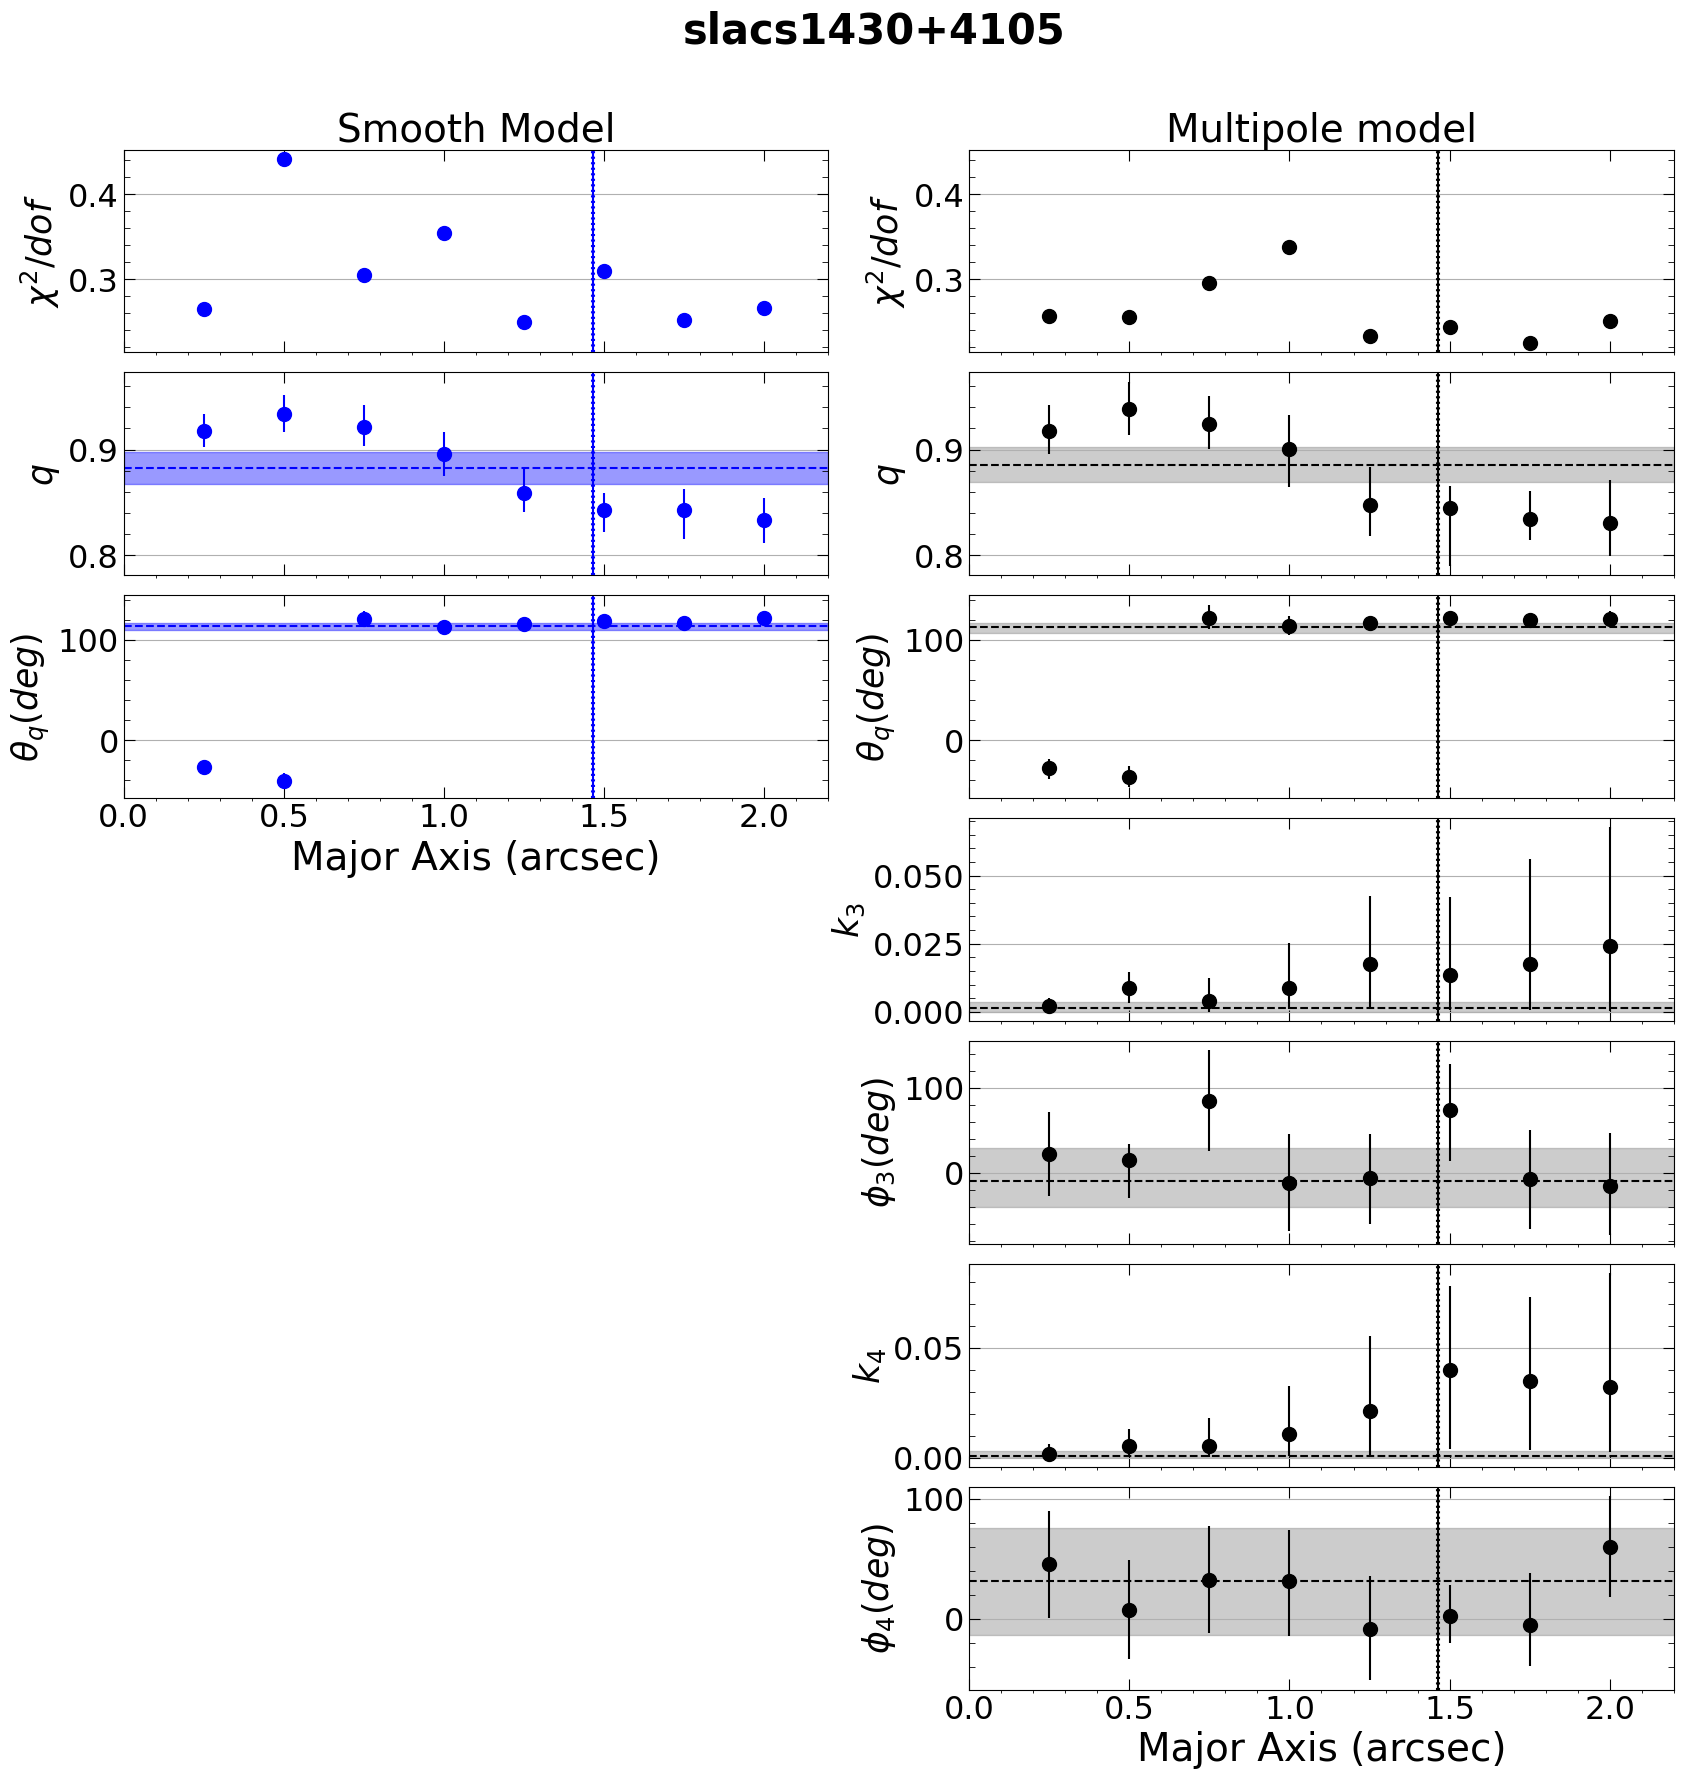 slacs1430+4105
Smooth Model
χ²/dof
0.4
0.3
q
0.9
0.8
θ_q(deg)
100
0
0.0 0.5 1.0 1.5 2.0
Major Axis (arcsec)
Multipole model
χ²/dof
0.4
0.3
q
0.9
0.8
θ_q(deg)
100
0
k₃
0.050
0.025
0.000
ϕ₃(deg)
100
0
k₄
0.05
0.00
ϕ₄(deg)
100
0
0.0 0.5 1.0 1.5 2.0
Major Axis (arcsec)